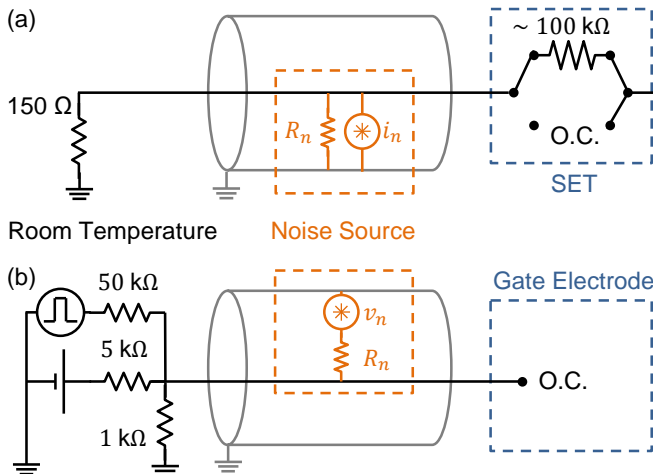 (a)
~ 100 kΩ
150 Ω
R_n
i_n
O.C.
SET
Room Temperature
Noise Source
(b)
50 kΩ
Gate Electrode
v_n
5 kΩ
R_n
O.C.
1 kΩ